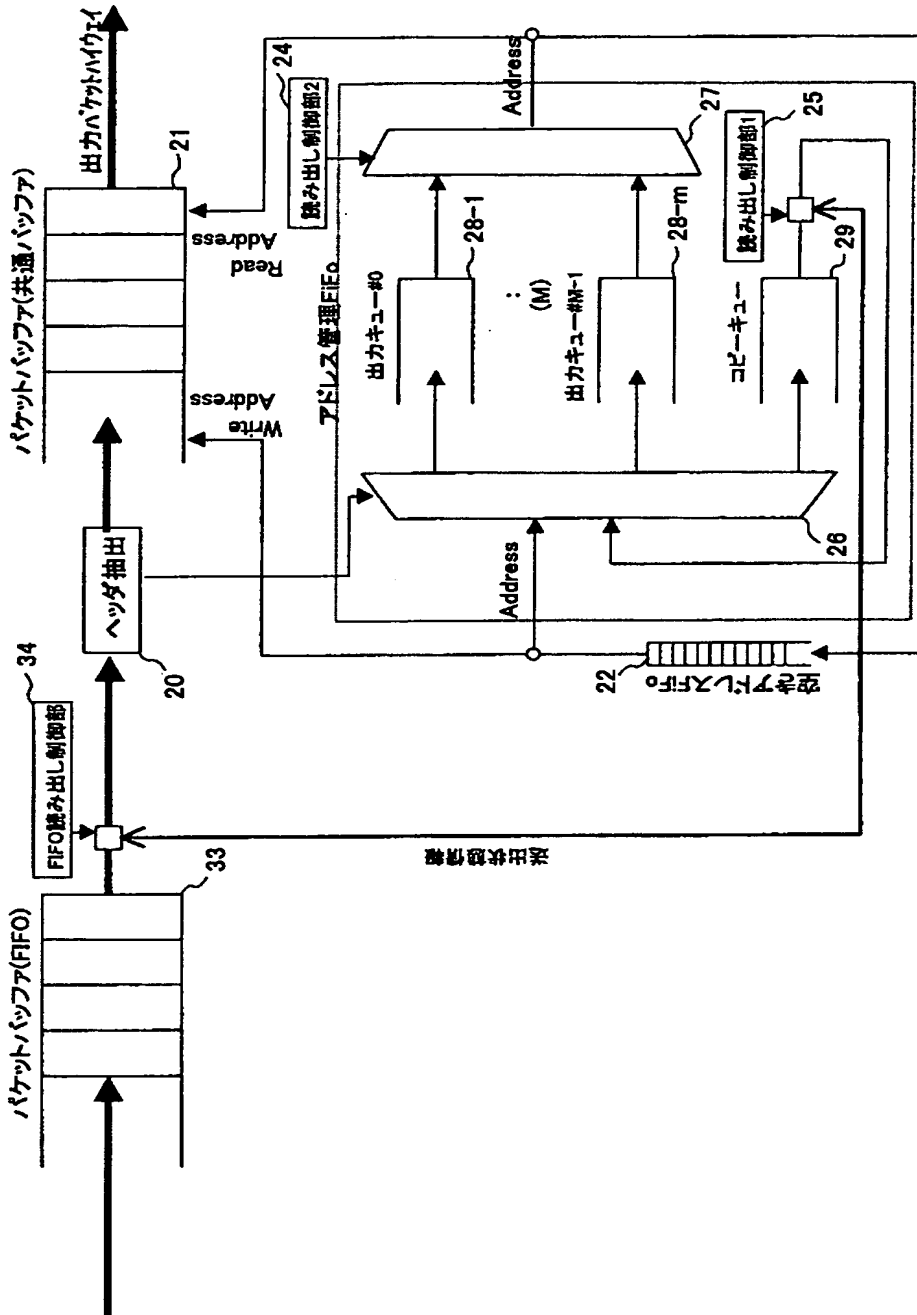 パケットバッファ(FIFO)
33
FIFO読み出し制御部
34
ヘッダ抽出
20
パケットバッファ(共通バッファ)
21
出力パケットハイウェイ
Write
Address
Read
Address
送出状態情報
空きアドレスFiFo
22
アドレス管理FiFo
Address
26
出力キュー#0
28-1
:
(M)
出力キュー#M-1
28-m
コピーキュー
29
読み出し制御部2
24
27
Address
読み出し制御部1
25